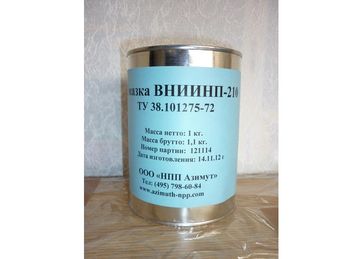 мазка ВНИИНП-210
ТУ 38.101275-72
Масса нетто: 1 кг.
Масса брутто: 1,1 кг.
Номер партии: 121114
Дата изготовления: 14.11.12 г
ООО «НПП Азимут»
Тел: (495) 798-60-84
www.azimuth-npp.com